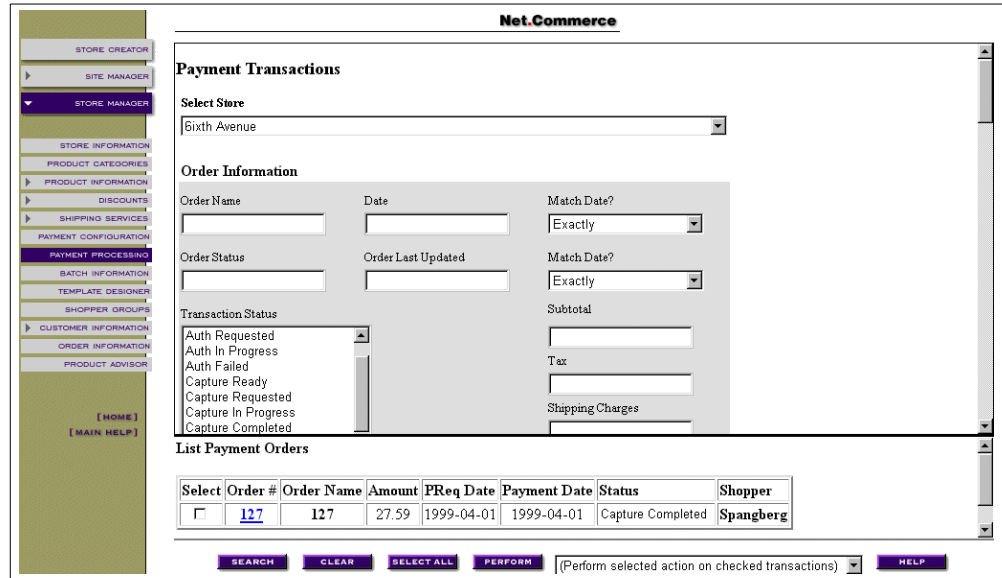 Net.Commerce
STORE CREATOR
SITE MANAGER
STORE MANAGER
STORE INFORMATION
PRODUCT CATEGORIES
PRODUCT INFORMATION
DISCOUNTS
SHIPPING SERVICES
PAYMENT CONFIGURATION
PAYMENT PROCESSING
BATCH INFORMATION
TEMPLATE DESIGNER
SHOPPER GROUPS
CUSTOMER INFORMATION
ORDER INFORMATION
PRODUCT ADVISOR
[HOME]
[MAIN HELP]
Payment Transactions
Select Store
6ixth Avenue
Order Information
Order Name Date Match Date?
Exactly
Order Status Order Last Updated Match Date?
Exactly
Transaction Status
Auth Requested
Auth In Progress
Auth Failed
Capture Ready
Capture Requested
Capture In Progress
Capture Completed
Subtotal
Tax
Shipping Charges
List Payment Orders
Select Order # Order Name Amount PReq Date Payment Date Status Shopper
127 127 27.59 1999-04-01 1999-04-01 Capture Completed Spangberg
SEARCH CLEAR SELECT ALL PERFORM (Perform selected action on checked transactions) HELP